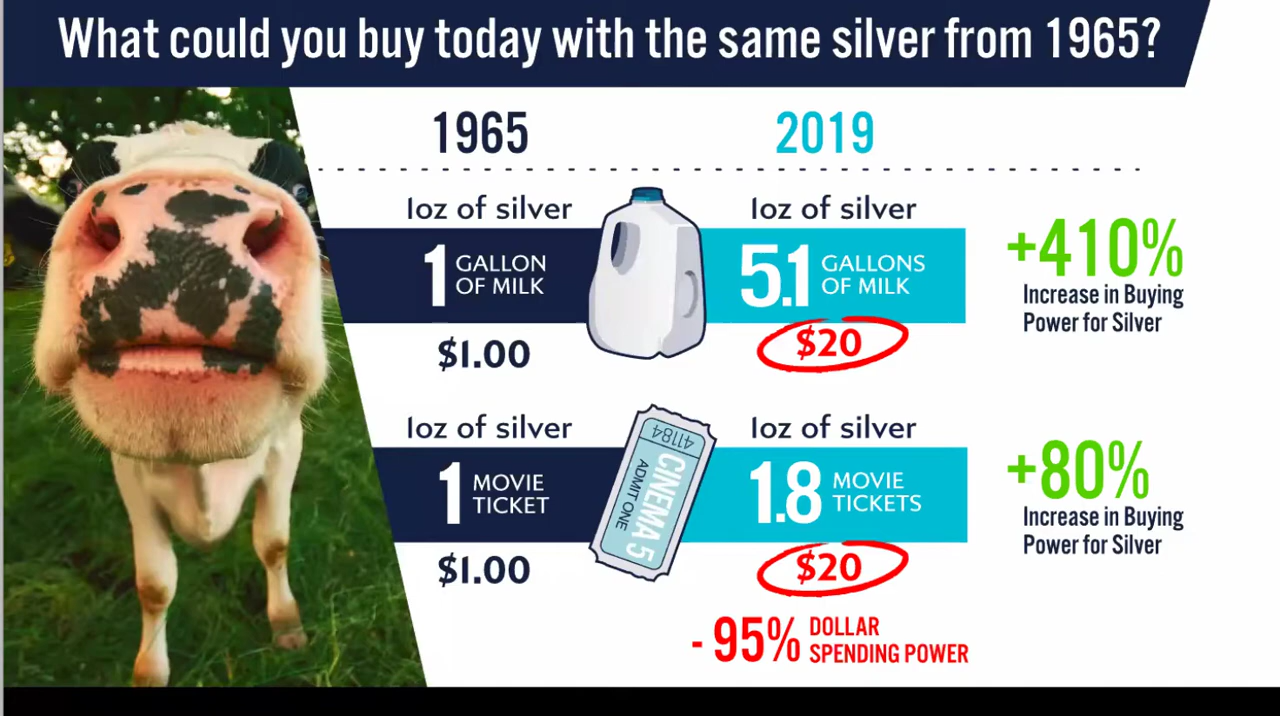 What could you buy today with the same silver from 1965?
1965
2019
1oz of silver
1oz of silver
1 GALLON
OF MILK
5.1 GALLONS
OF MILK
+410%
Increase in Buying
Power for Silver
$1.00
$20
1oz of silver
1oz of silver
1 MOVIE
TICKET
41184
CINEMA 5
ADMIT ONE
1.8 MOVIE
TICKETS
+80%
Increase in Buying
Power for Silver
$1.00
$20
- 95% DOLLAR
SPENDING POWER